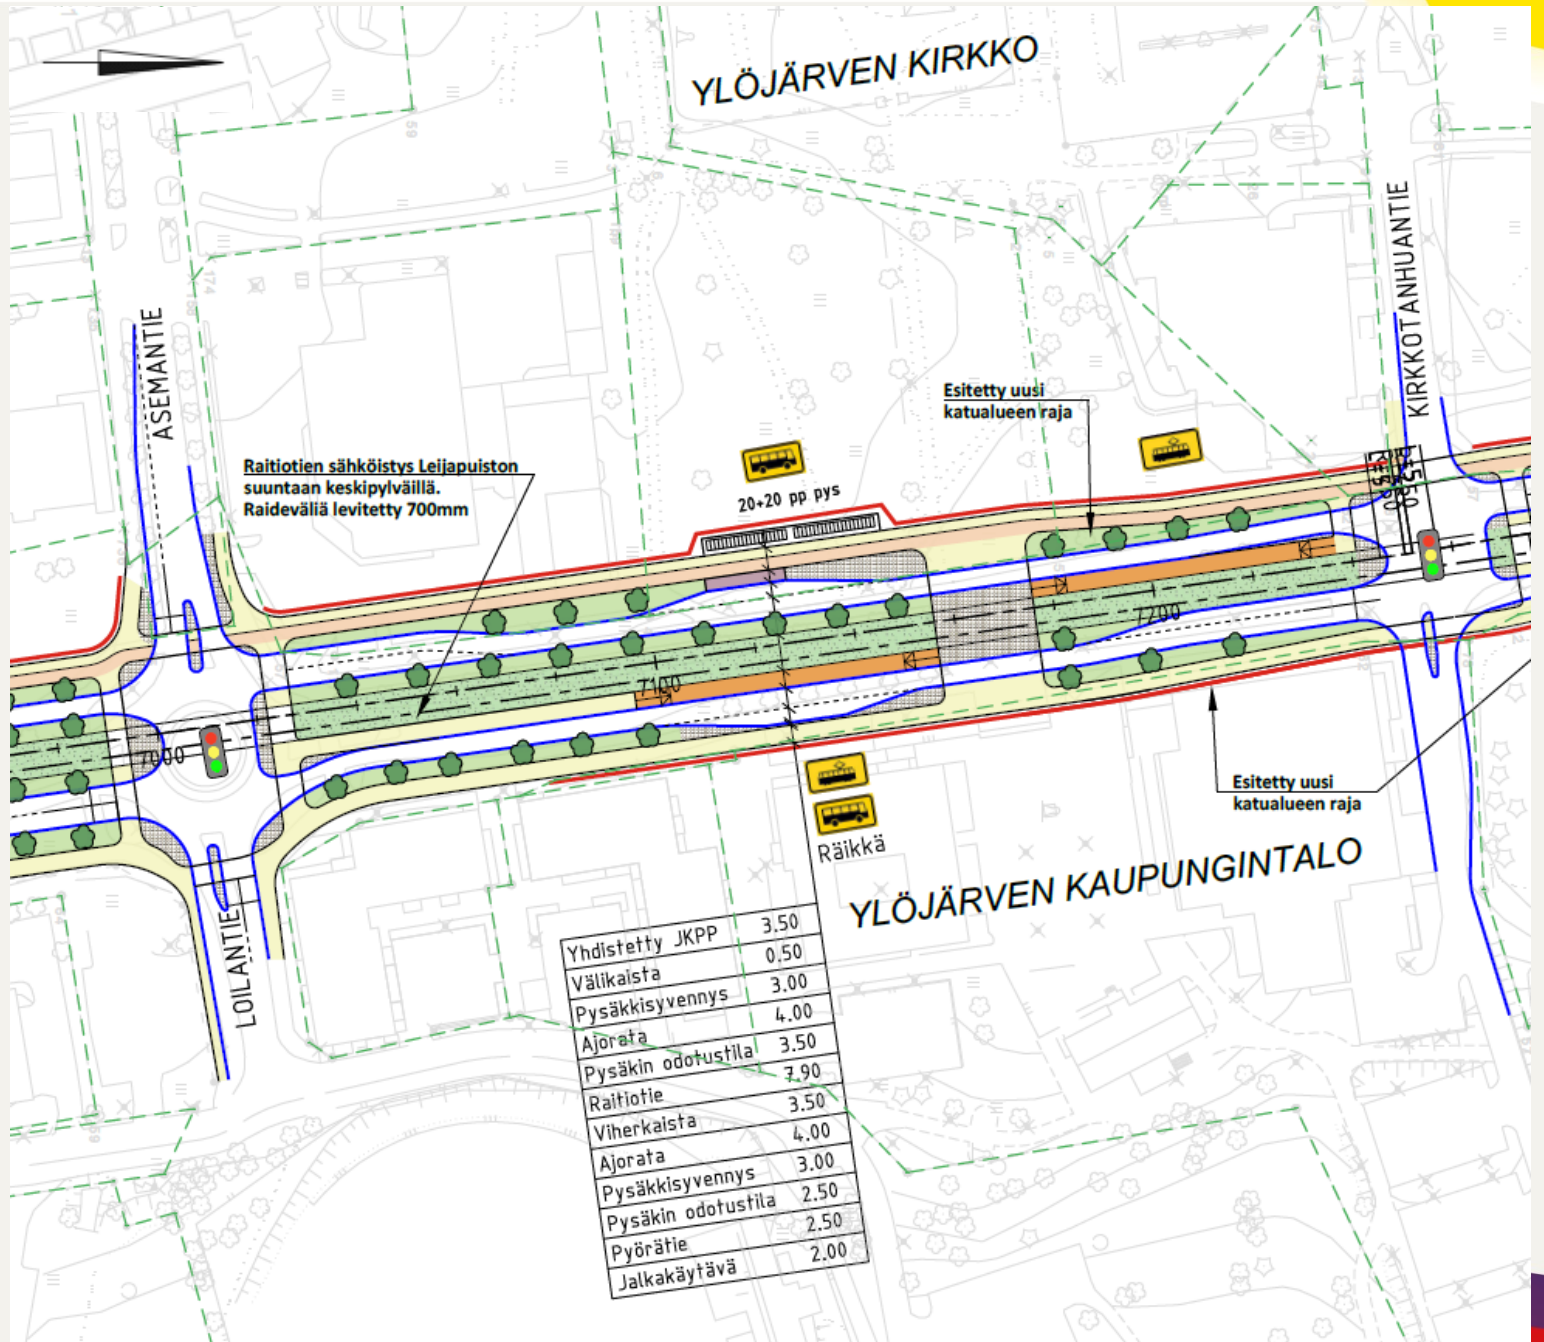 YLÖJÄRVEN KIRKKO
ASEMANTIE
KIRKKOTANHUANTIE
Esitetty uusi
katualueen raja
Raitiotien sähköistys Leijapuiston
suuntaan keskipylväillä.
Raideväliä levitetty 700mm
20+20 pp pys
7200
7100
7000
Esitetty uusi
katualueen raja
Räikkä
YLÖJÄRVEN KAUPUNGINTALO
LOILANTIE
Yhdistetty JKPP 3.50
Välikaista 0.50
Pysäkkisyvennys 3.00
Ajorata 4.00
Pysäkin odotustila 3.50
Raitiotie 7.90
Viherkaista 3.50
Ajorata 4.00
Pysäkkisyvennys 3.00
Pysäkin odotustila 2.50
Pyörätie 2.50
Jalkakäytävä 2.00